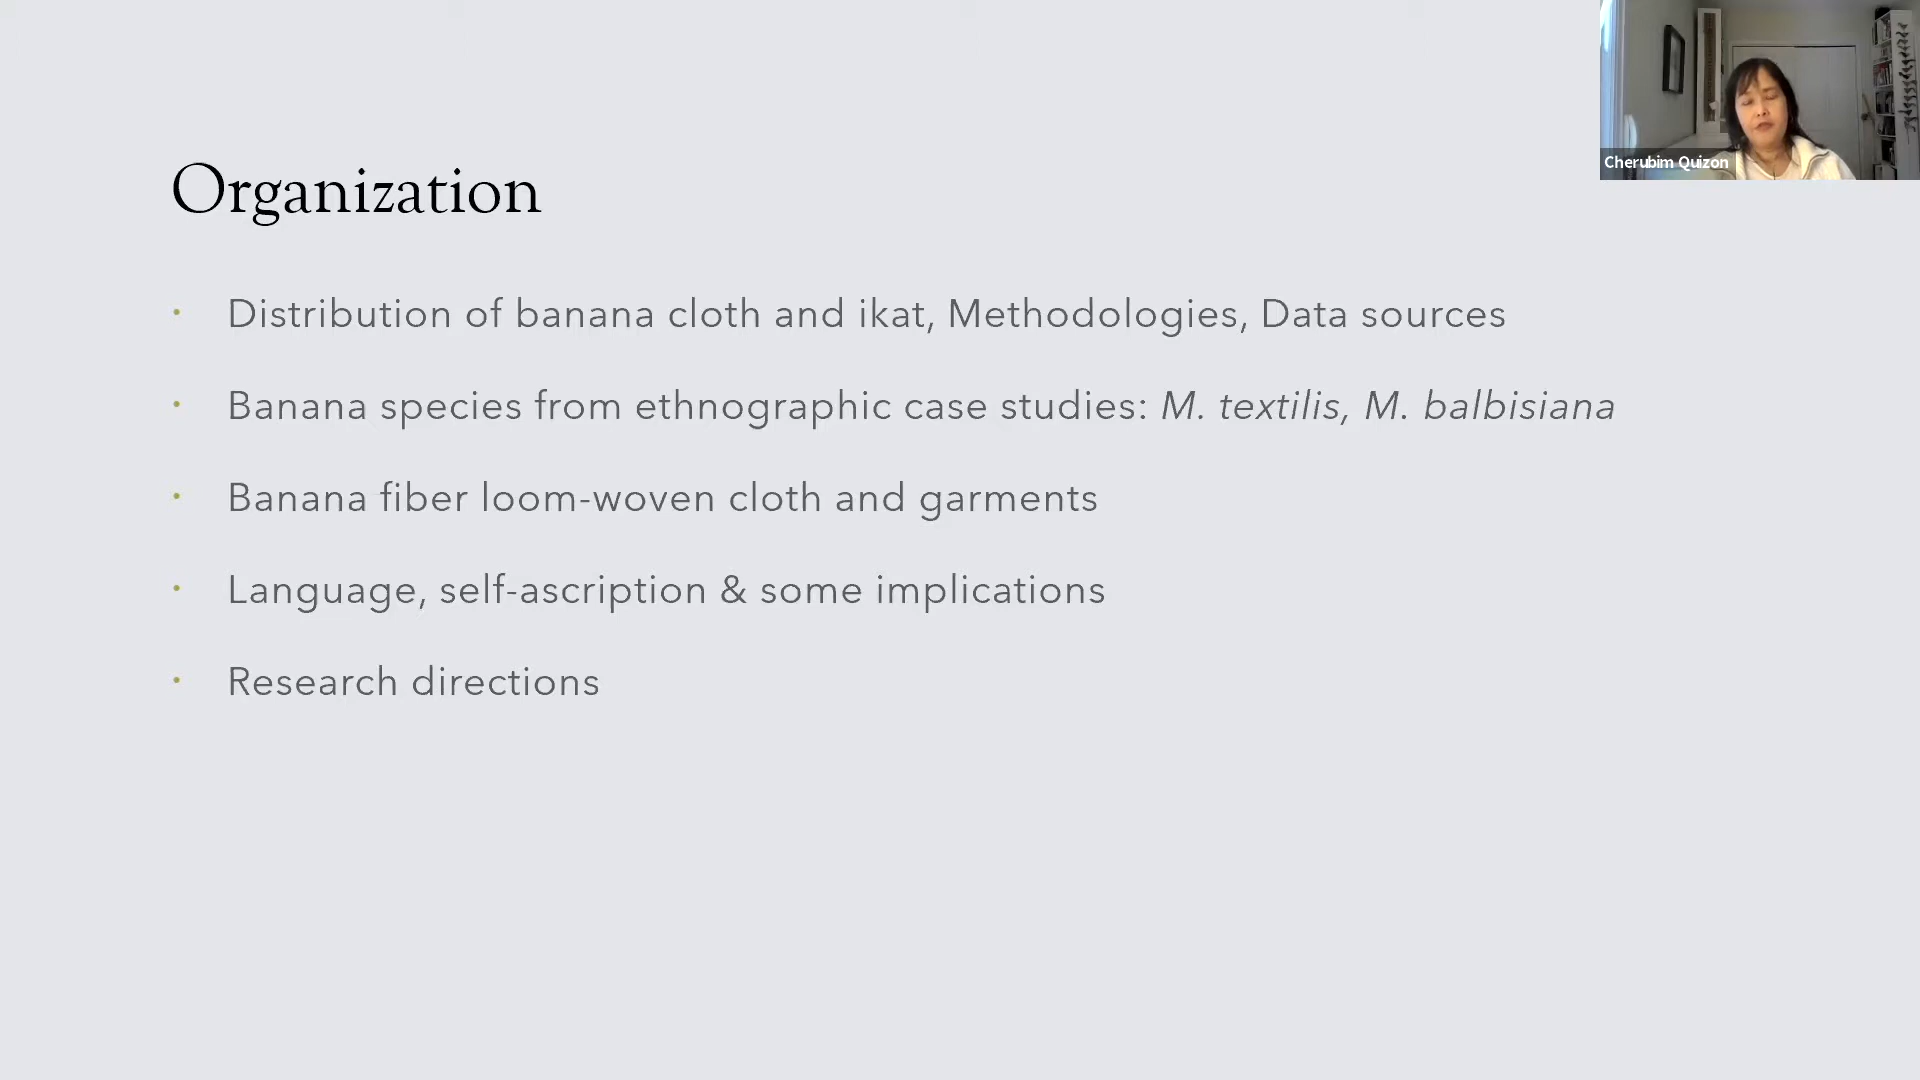 Organization
Distribution of banana cloth and ikat, Methodologies, Data sources
Banana species from ethnographic case studies: M. textilis, M. balbisiana
Banana fiber loom-woven cloth and garments
Language, self-ascription & some implications
Research directions
Cherubim Quizon